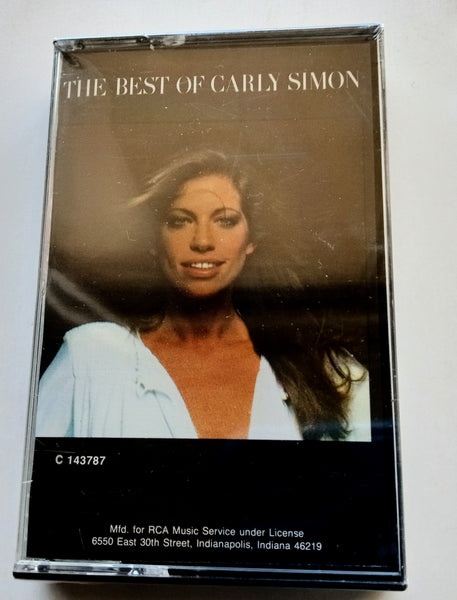 THE BEST OF CARLY SIMON
C 143787
Mfd. for RCA Music Service under License
6550 East 30th Street, Indianapolis, Indiana 46219